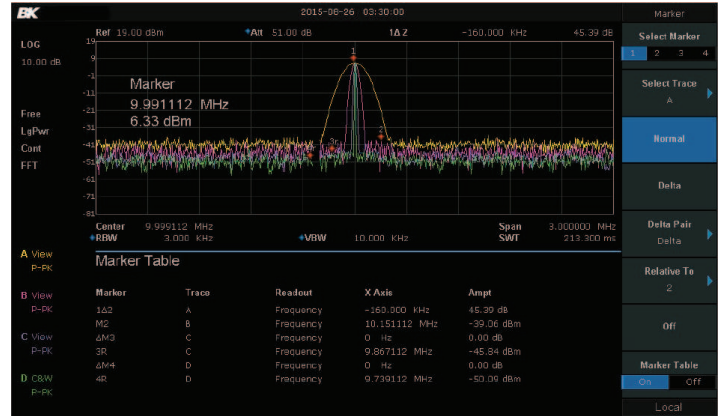 BK 2015-06-26 03:30:00 Marker
Ref 19.00 dBm *Att 51.00 dB 1Δ2 -160.000 KHz 45.39 dB
LOG
10.00 dB
Free
LgPwr
Cont
FFT
19
9
-1
-11
-21
-31
-41
-51
-61
-71
-81
1
Marker
9.991112 MHz
6.33 dBm
Center 9.999112 MHz Span 3.000000 MHz
*RBW 3.000 KHz *VBW 10.000 KHz SWT 213.300 ms
A View
P-PK
B View
P-PK
C View
P-PK
D C&W
P-PK
Marker Table
Marker Trace Readout X Axis Ampt
1Δ2 A Frequency -160.000 KHz 45.39 dB
M2 B Frequency 10.151112 MHz -39.06 dBm
ΔM3 C Frequency 0 Hz 0.00 dB
3R C Frequency 9.867112 MHz -45.84 dBm
ΔM4 D Frequency 0 Hz 0.00 dB
4R D Frequency 9.739112 MHz -50.09 dBm
Select Marker
1 2 3 4
Select Trace
A
Normal
Delta
Delta Pair
Delta
Relative To
2
Off
Marker Table
On Off
Local